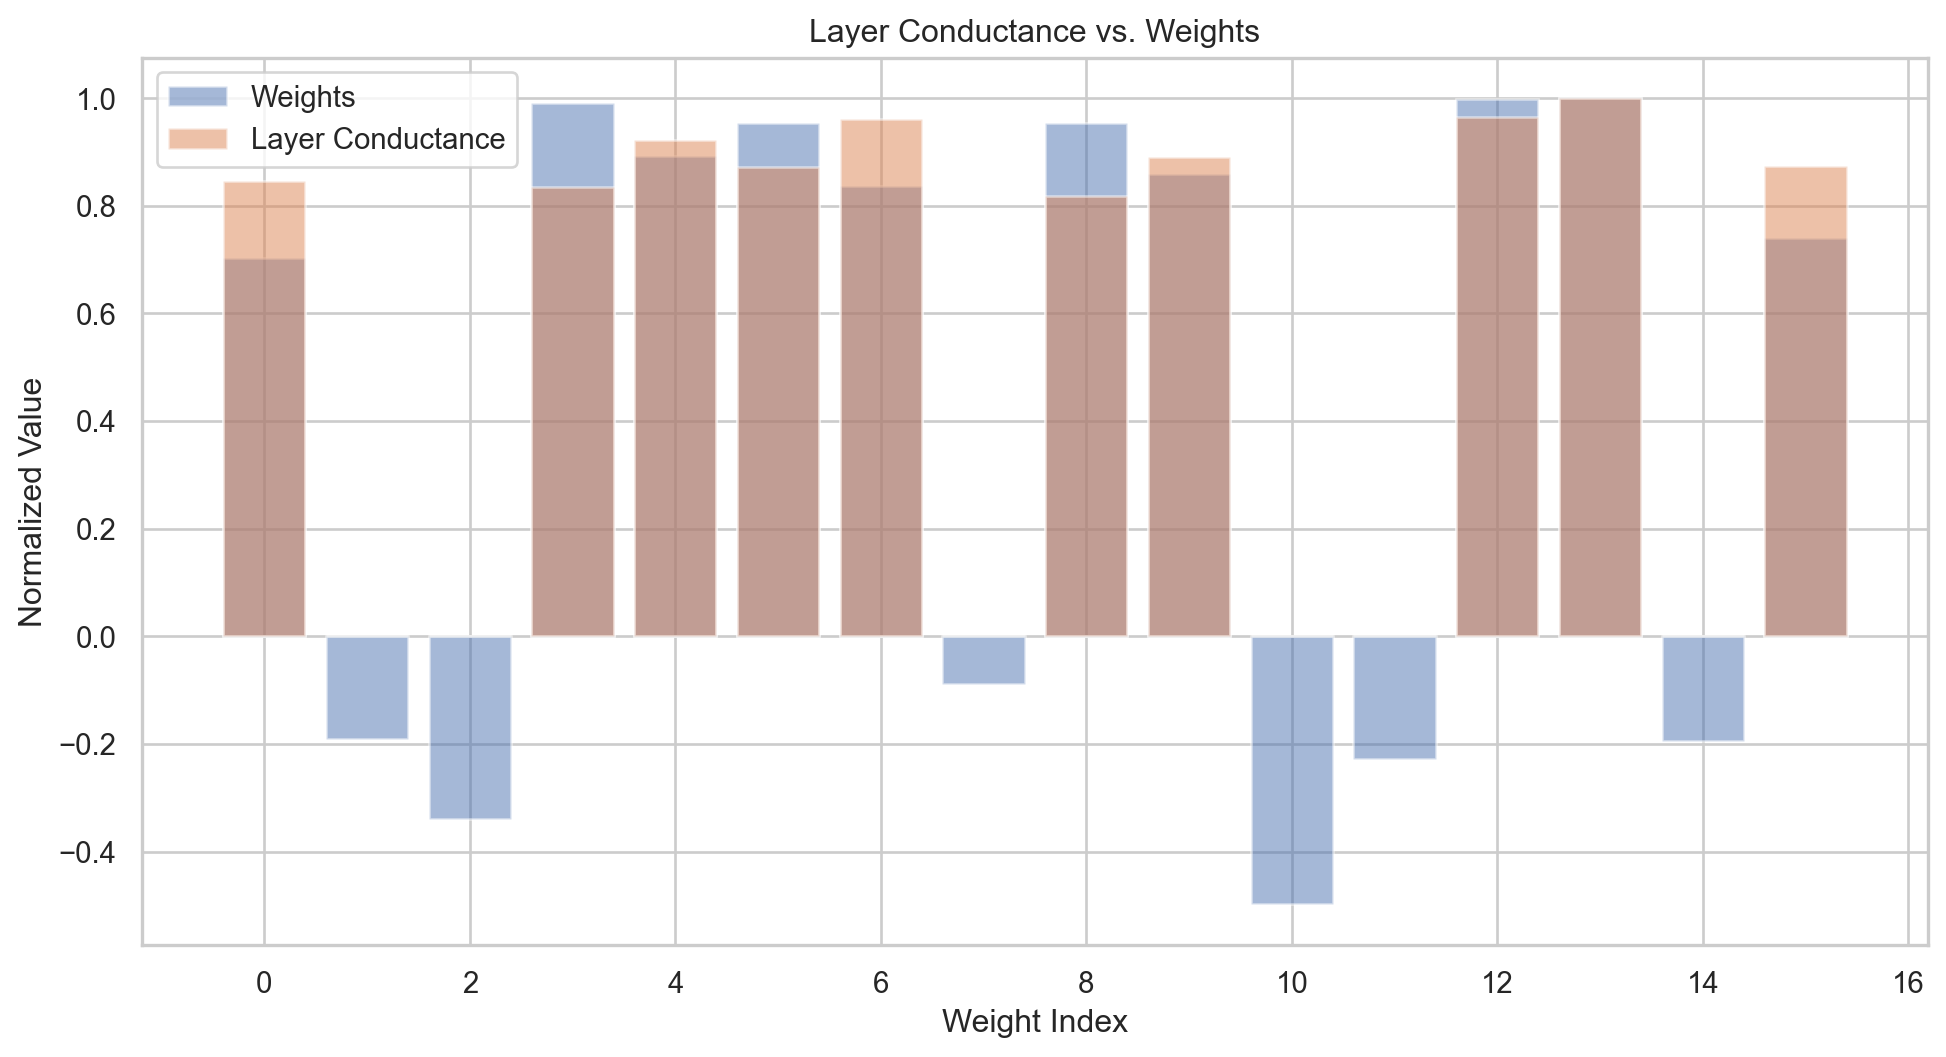 Layer Conductance vs. Weights
Weights
Layer Conductance
1.0
0.8
0.6
0.4
0.2
0.0
−0.2
−0.4
Normalized Value
0 2 4 6 8 10 12 14 16
Weight Index